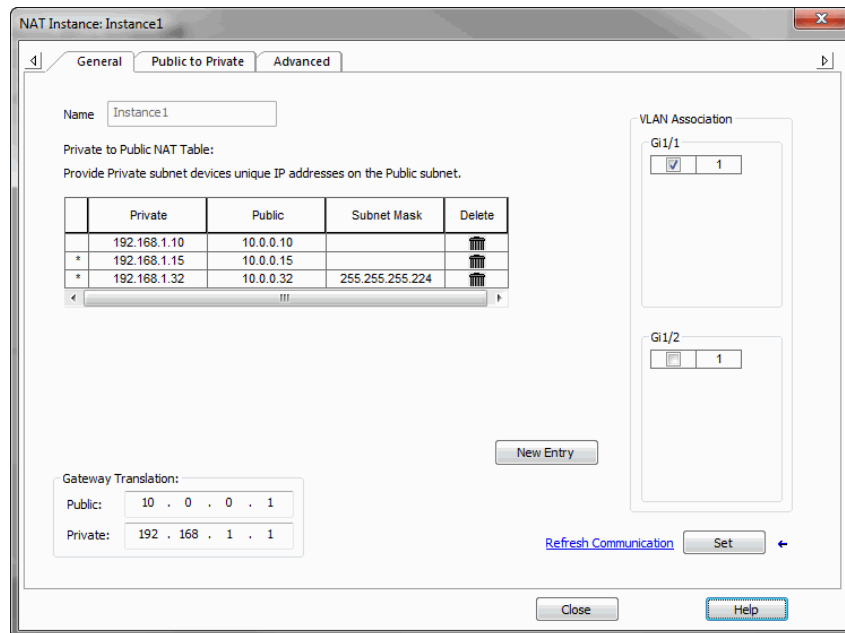 NAT Instance: Instance1
General
Public to Private
Advanced
Name
Instance1
Private to Public NAT Table:
Provide Private subnet devices unique IP addresses on the Public subnet.
Private Public Subnet Mask Delete
192.168.1.10 10.0.0.10
* 192.168.1.15 10.0.0.15
* 192.168.1.32 10.0.0.32 255.255.255.224
New Entry
Gateway Translation:
Public: 10 . 0 . 0 . 1
Private: 192 . 168 . 1 . 1
VLAN Association
Gi1/1
1
Gi1/2
1
Refresh Communication
Set
Close
Help